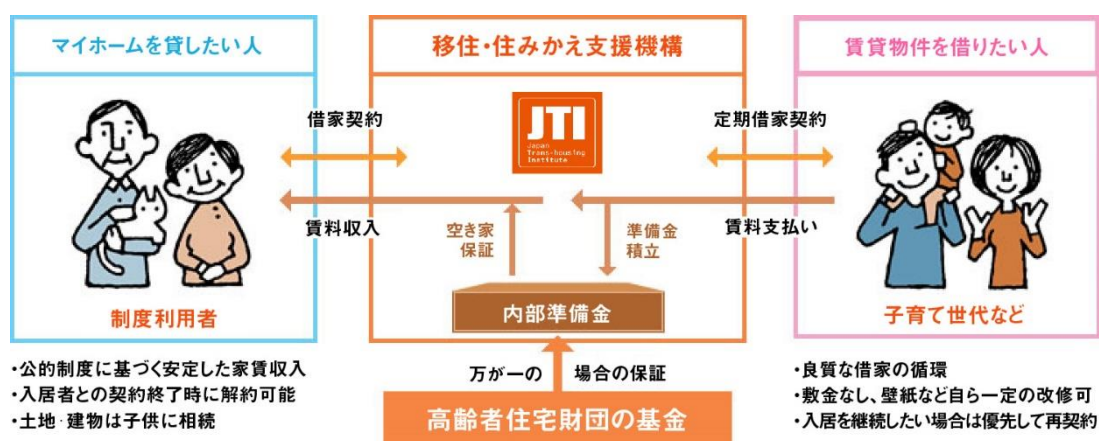 マイホームを貸したい人
制度利用者
・公的制度に基づく安定した家賃収入
・入居者との契約終了時に解約可能
・土地・建物は子供に相続
借家契約
賃料収入
移住・住みかえ支援機構
JTI
Japan
Trans-housing
Institute
空き家
保証
準備金
積立
内部準備金
万が一の 場合の保証
高齢者住宅財団の基金
定期借家契約
賃料支払い
賃貸物件を借りたい人
子育て世代など
・良質な借家の循環
・敷金なし、壁紙など自ら一定の改修可
・入居を継続したい場合は優先して再契約